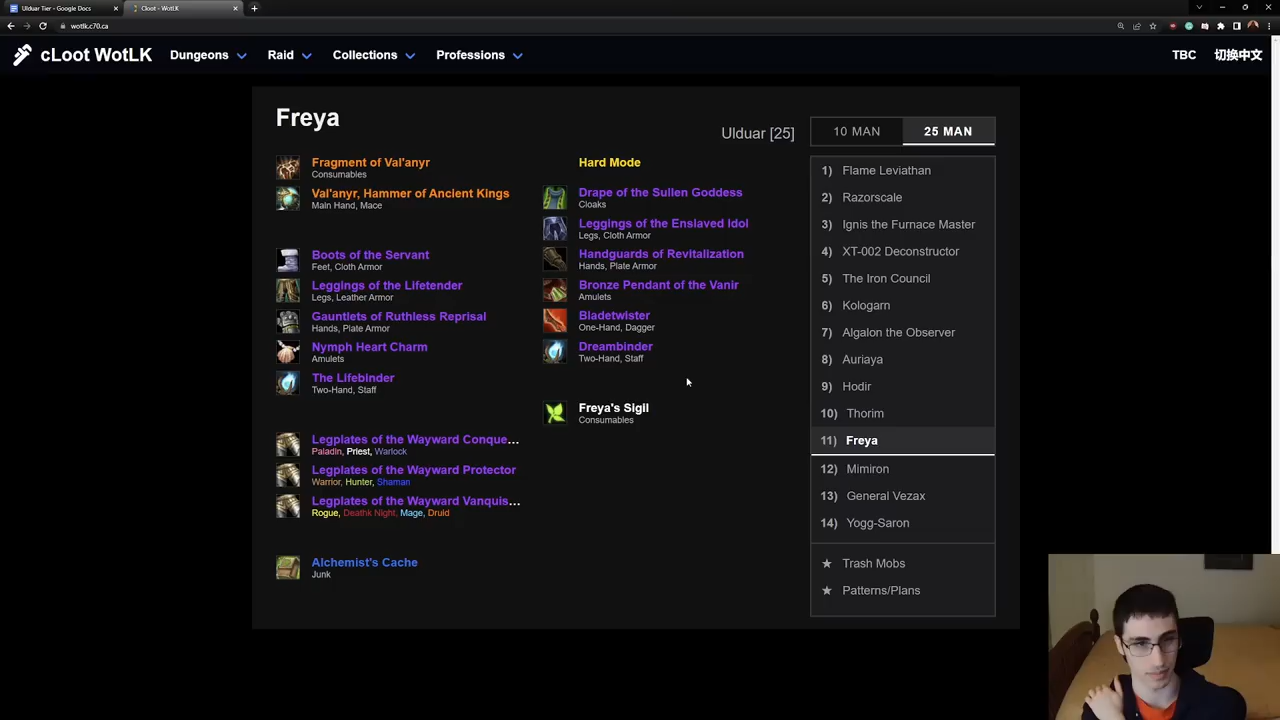 Ulduar Tier - Google Docs
Cloot - WotLK
wotlk.c70.ca
cLoot WotLK
Dungeons
Raid
Collections
Professions
TBC
切换中文
Freya
Ulduar [25]
10 MAN
25 MAN
Fragment of Val'anyr
Consumables
Val'anyr, Hammer of Ancient Kings
Main Hand, Mace
Boots of the Servant
Feet, Cloth Armor
Leggings of the Lifetender
Legs, Leather Armor
Gauntlets of Ruthless Reprisal
Hands, Plate Armor
Nymph Heart Charm
Amulets
The Lifebinder
Two-Hand, Staff
Legplates of the Wayward Conque...
Paladin, Priest, Warlock
Legplates of the Wayward Protector
Warrior, Hunter, Shaman
Legplates of the Wayward Vanquis...
Rogue, Death Knight, Mage, Druid
Alchemist's Cache
Junk
Hard Mode
Drape of the Sullen Goddess
Cloaks
Leggings of the Enslaved Idol
Legs, Cloth Armor
Handguards of Revitalization
Hands, Plate Armor
Bronze Pendant of the Vanir
Amulets
Bladetwister
One-Hand, Dagger
Dreambinder
Two-Hand, Staff
Freya's Sigil
Consumables
1) Flame Leviathan
2) Razorscale
3) Ignis the Furnace Master
4) XT-002 Deconstructor
5) The Iron Council
6) Kologarn
7) Algalon the Observer
8) Auriaya
9) Hodir
10) Thorim
11) Freya
12) Mimiron
13) General Vezax
14) Yogg-Saron
★ Trash Mobs
★ Patterns/Plans